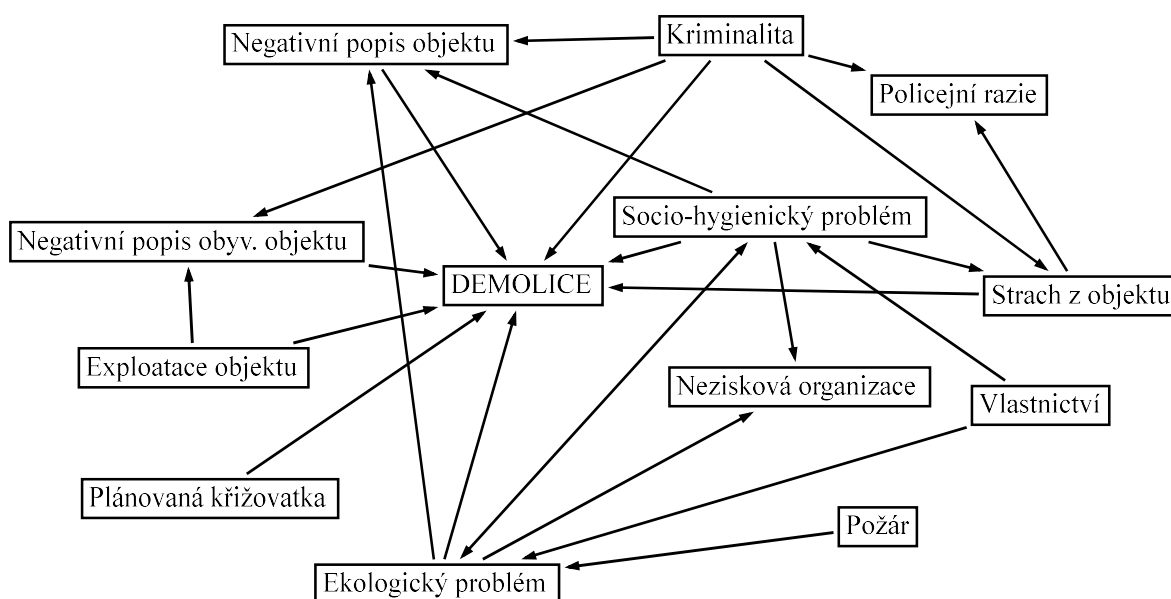 Negativní popis objektu
Kriminalita
Policejní razie
Socio-hygienický problém
Negativní popis obyv. objektu
DEMOLICE
Strach z objektu
Exploatace objektu
Nezisková organizace
Vlastnictví
Plánovaná křižovatka
Požár
Ekologický problém